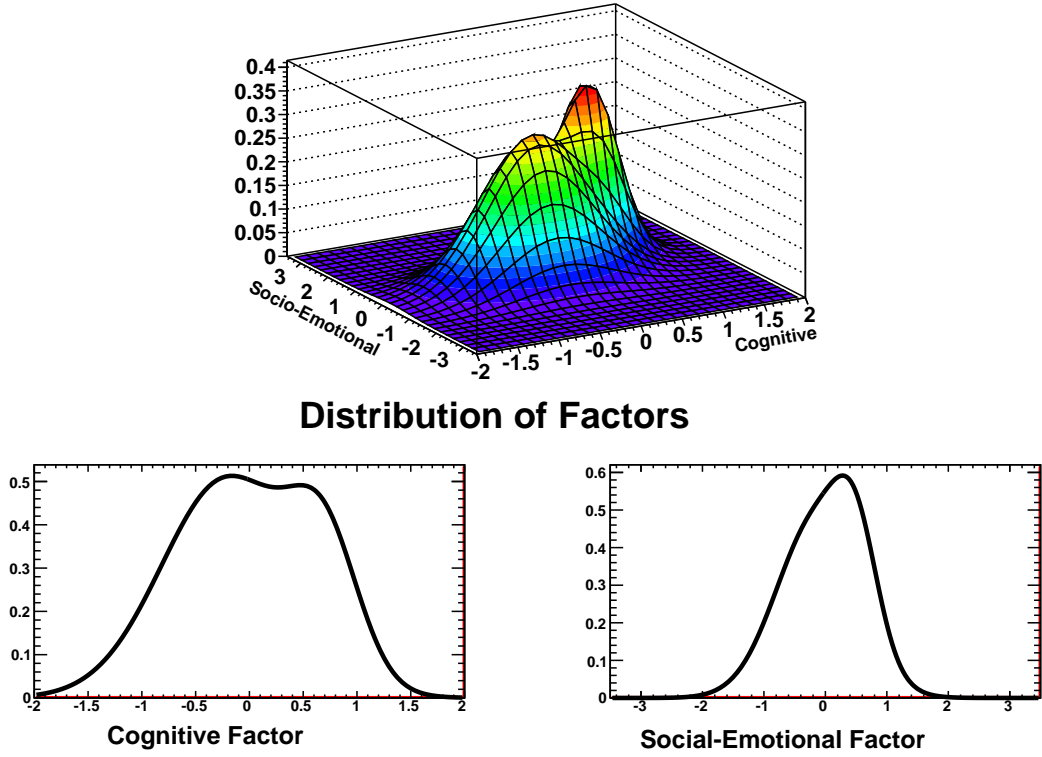 0.4
0.35
0.3
0.25
0.2
0.15
0.1
0.05
0
3 2 1 0 -1 -2 -3
Socio-Emotional
-2 -1.5 -1 -0.5 0 0.5 1 1.5 2
Cognitive
Distribution of Factors
0.5
0.4
0.3
0.2
0.1
0
-2 -1.5 -1 -0.5 0 0.5 1 1.5 2
Cognitive Factor
0.6
0.5
0.4
0.3
0.2
0.1
0
-3 -2 -1 0 1 2 3
Social-Emotional Factor